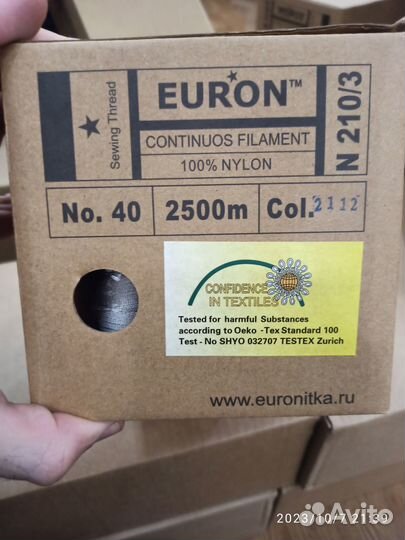 Sewing Thread
EURON™
CONTINUOS FILAMENT
100% NYLON
N 210/3
No. 40
2500m
Col. 2112
CONFIDENCE
IN TEXTILES
Tested for harmful Substances
according to Oeko -Tex Standard 100
Test - No SHYO 032707 TESTEX Zurich
www.euronitka.ru
2023/10/7 21:39
Avito